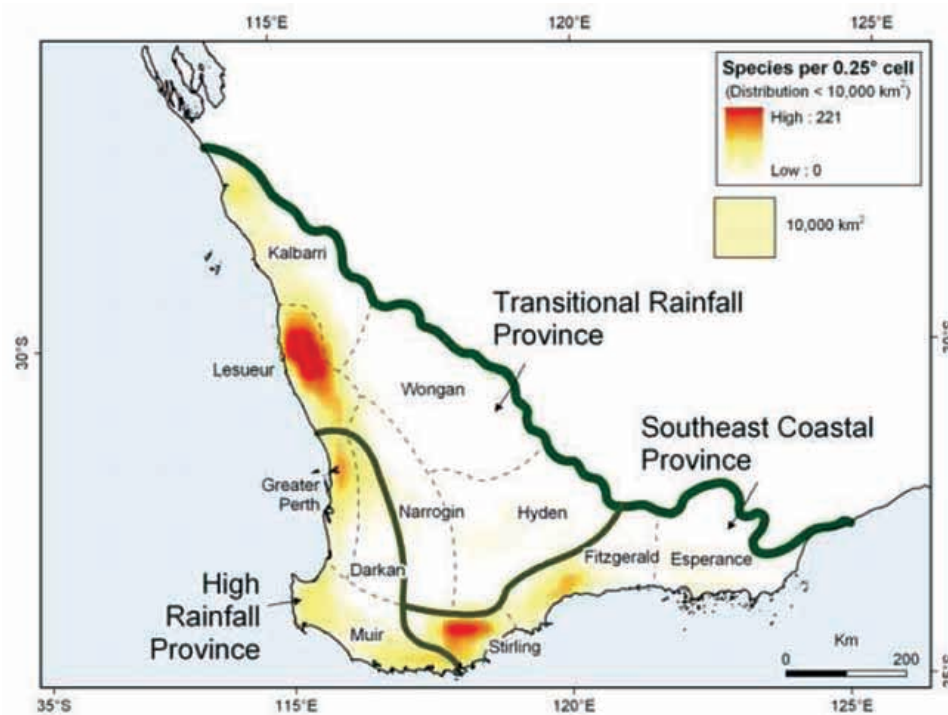 115°E
120°E
125°E
Species per 0.25° cell
(Distribution < 10,000 km²)
High : 221
Low : 0
10,000 km²
Kalbarri
Transitional Rainfall
Province
30°S
30°S
Lesueur
Wongan
Southeast Coastal
Province
Greater
Perth
Narrogin
Hyden
Fitzgerald
Esperance
Darkan
High
Rainfall
Province
Muir
Stirling
Km
0
200
35°S
35°S
115°E
120°E
125°E